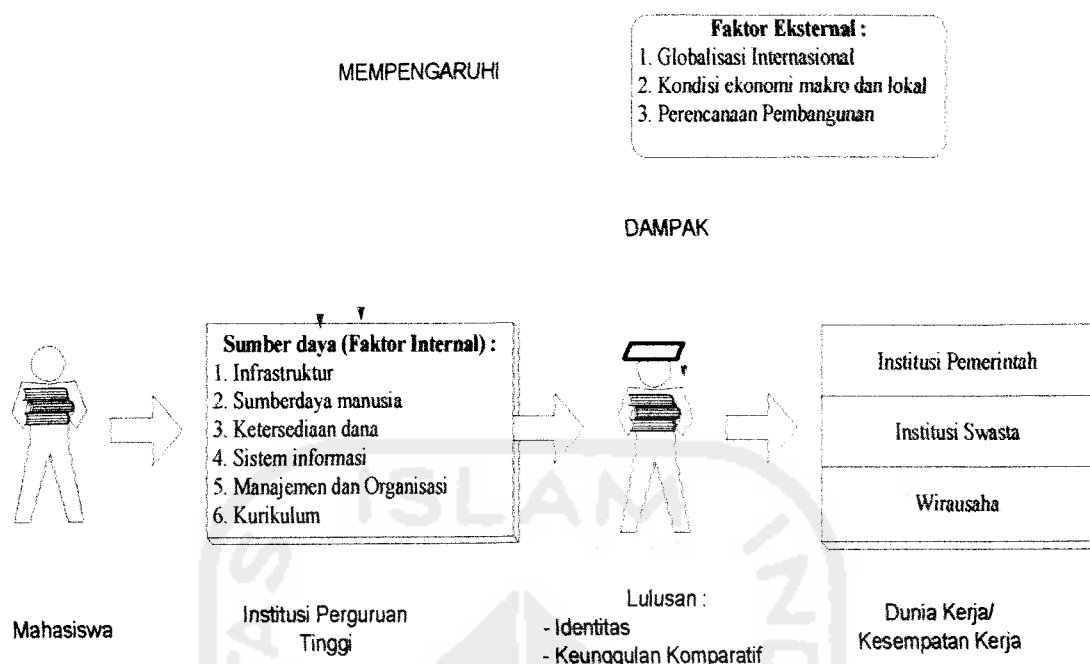 Faktor Eksternal :
1. Globalisasi Internasional
2. Kondisi ekonomi makro dan lokal
3. Perencanaan Pembangunan
MEMPENGARUHI
DAMPAK
Sumber daya (Faktor Internal) :
1. Infrastruktur
2. Sumberdaya manusia
3. Ketersediaan dana
4. Sistem informasi
5. Manajemen dan Organisasi
6. Kurikulum
Institusi Pemerintah
Institusi Swasta
Wirausaha
Mahasiswa
Institusi Perguruan
Tinggi
Lulusan :
- Identitas
- Keunggulan Komparatif
Dunia Kerja/
Kesempatan Kerja
ISLAM